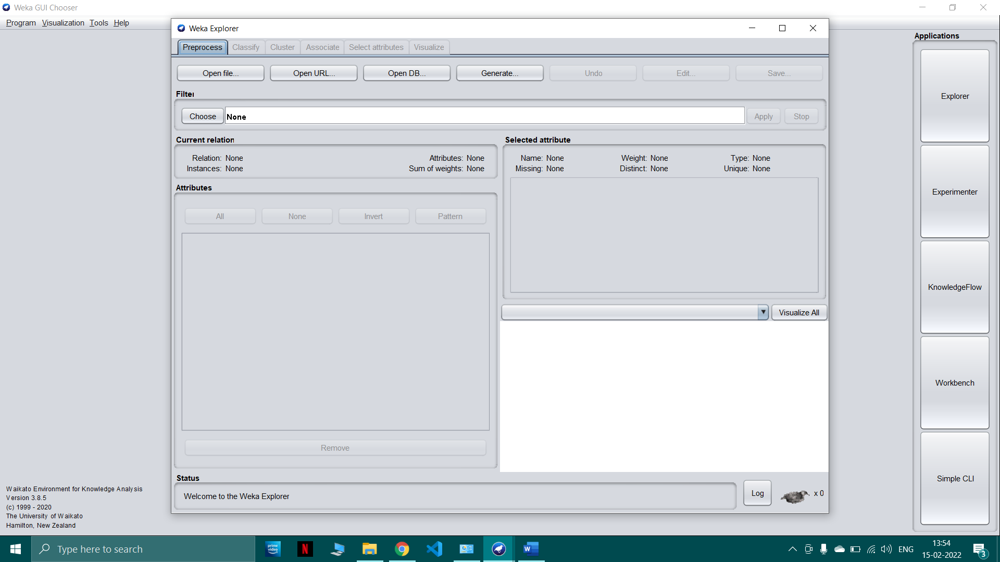 Weka GUI Chooser
Program Visualization Tools Help
Weka Explorer
Preprocess Classify Cluster Associate Select attributes Visualize
Open file... Open URL... Open DB... Generate... Undo Edit... Save...
Filter
Choose None Apply Stop
Current relation
Relation: None Attributes: None
Instances: None Sum of weights: None
Attributes
All None Invert Pattern
Remove
Selected attribute
Name: None Weight: None Type: None
Missing: None Distinct: None Unique: None
Visualize All
Status
Welcome to the Weka Explorer
Log x 0
Applications
Explorer
Experimenter
KnowledgeFlow
Workbench
Simple CLI
Waikato Environment for Knowledge Analysis
Version 3.8.5
(c) 1999 - 2020
The University of Waikato
Hamilton, New Zealand
Type here to search
prime video
N
W
ENG
13:54
15-02-2022
3